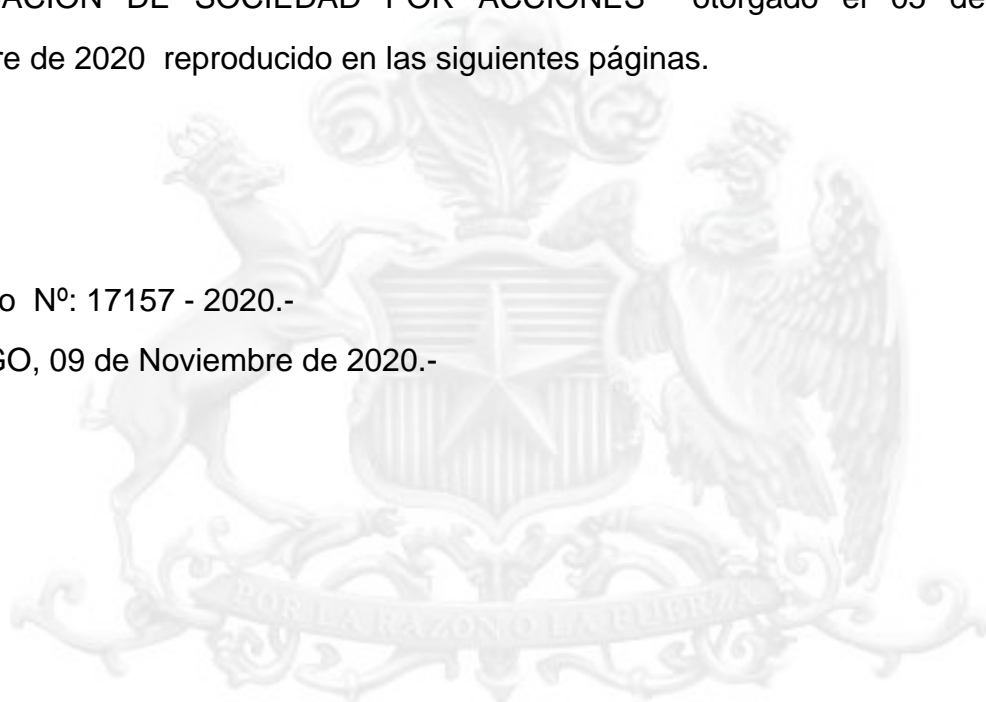 ACIÓN DE SOCIEDAD POR ACCIONES otorgado el 05 de
re de 2020 reproducido en las siguientes páginas.
o Nº: 17157 - 2020.-
GO, 09 de Noviembre de 2020.-
POR LA RAZON O LA FUERZA